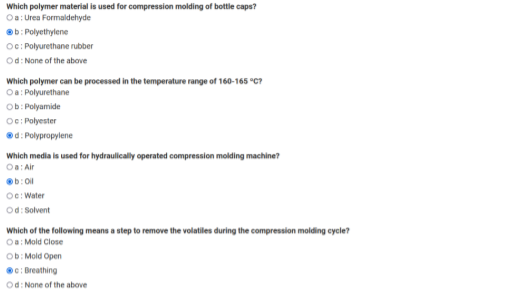 Which polymer material is used for compression molding of bottle caps?
a : Urea Formaldehyde
b : Polyethylene
c : Polyurethane rubber
d : None of the above
Which polymer can be processed in the temperature range of 160-165 °C?
a : Polyurethane
b : Polyamide
c : Polyester
d : Polypropylene
Which media is used for hydraulically operated compression molding machine?
a : Air
b : Oil
c : Water
d : Solvent
Which of the following means a step to remove the volatiles during the compression molding cycle?
a : Mold Close
b : Mold Open
c : Breathing
d : None of the above